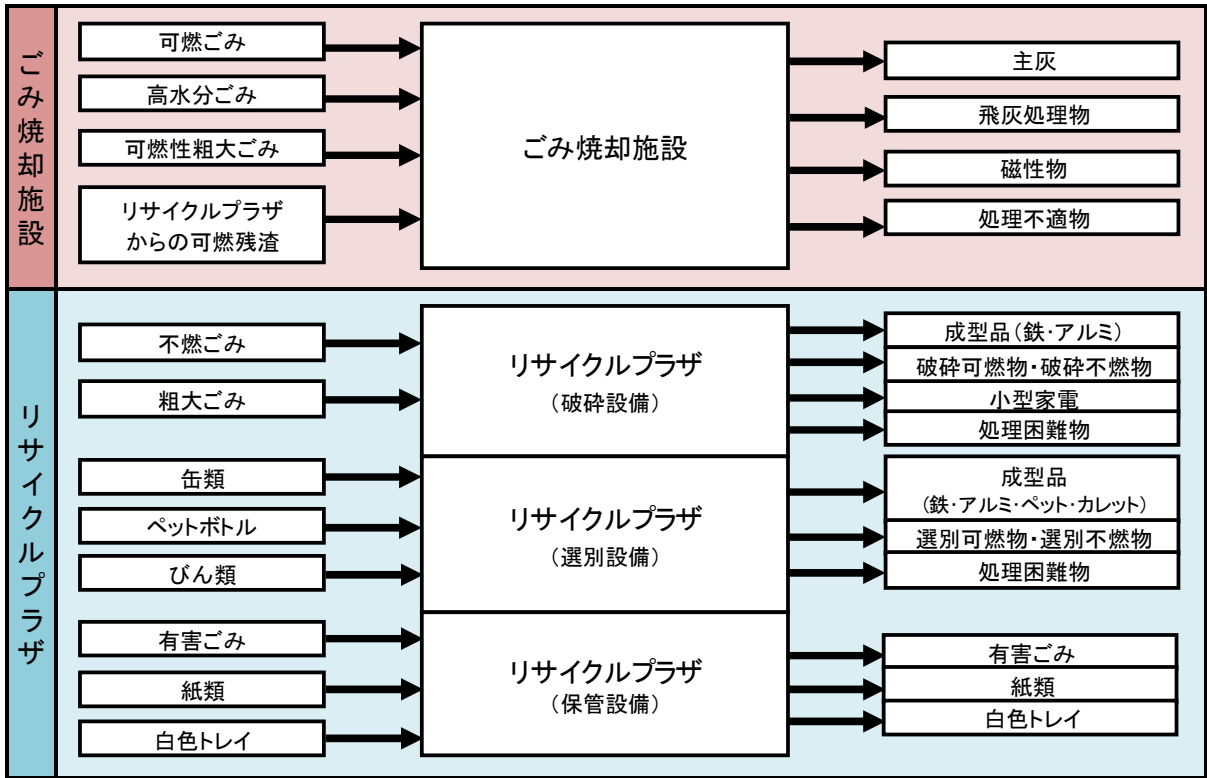 ごみ焼却施設
可燃ごみ
高水分ごみ
可燃性粗大ごみ
リサイクルプラザ
からの可燃残渣
ごみ焼却施設
主灰
飛灰処理物
磁性物
処理不適物
リサイクルプラザ
不燃ごみ
粗大ごみ
リサイクルプラザ
（破砕設備）
成型品（鉄・アルミ）
破砕可燃物・破砕不燃物
小型家電
処理困難物
缶類
ペットボトル
びん類
リサイクルプラザ
（選別設備）
成型品
（鉄・アルミ・ペット・カレット）
選別可燃物・選別不燃物
処理困難物
有害ごみ
紙類
白色トレイ
リサイクルプラザ
（保管設備）
有害ごみ
紙類
白色トレイ